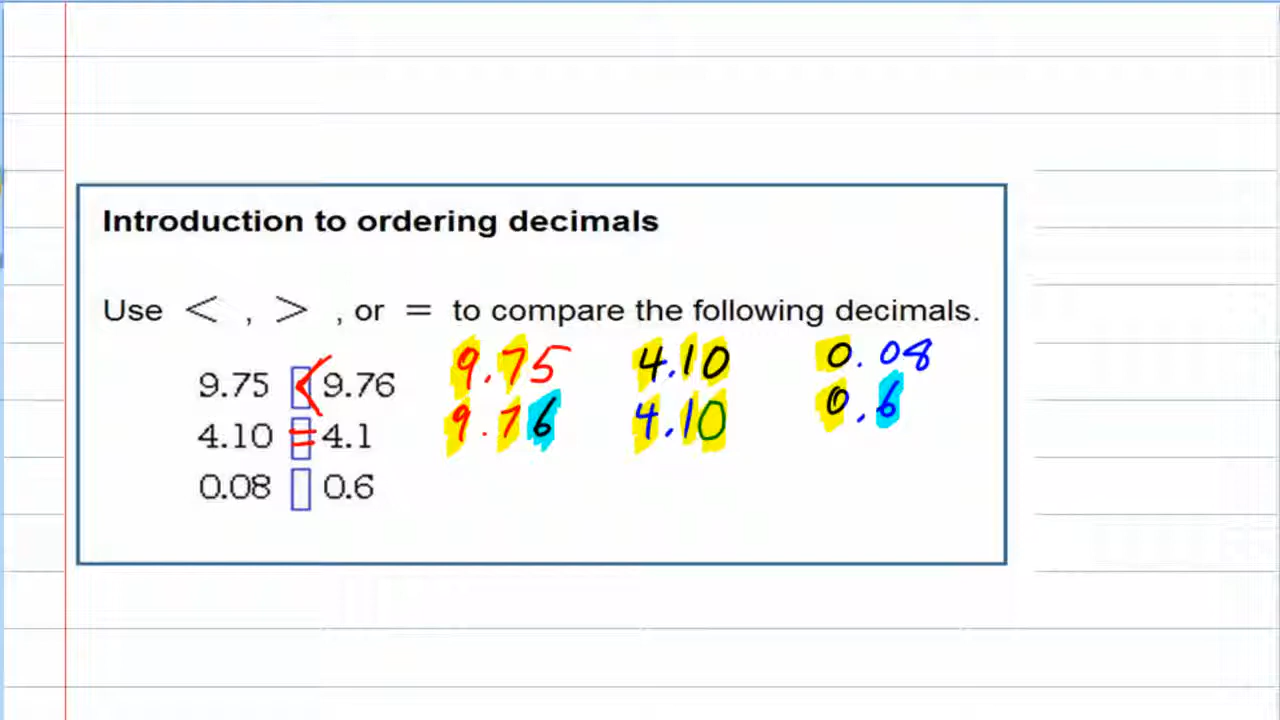 Introduction to ordering decimals
Use < , > , or = to compare the following decimals.
9.75 < 9.76
4.10 = 4.1
0.08 0.6
9.75
9.76
4.10
4.10
0.08
0.6